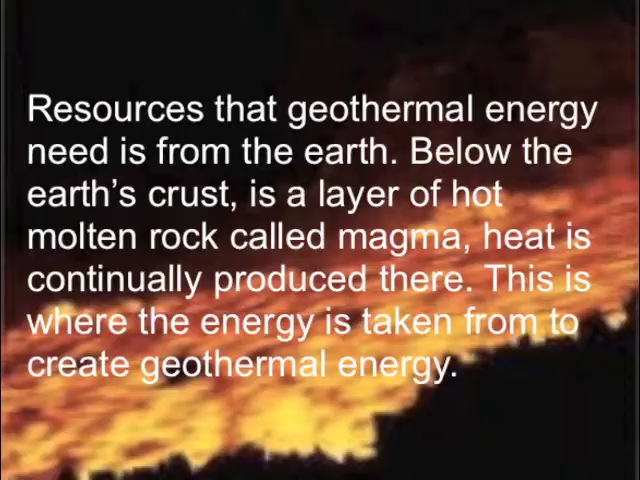 Resources that geothermal energy
need is from the earth. Below the
earth’s crust, is a layer of hot
molten rock called magma, heat is
continually produced there. This is
where the energy is taken from to
create geothermal energy.